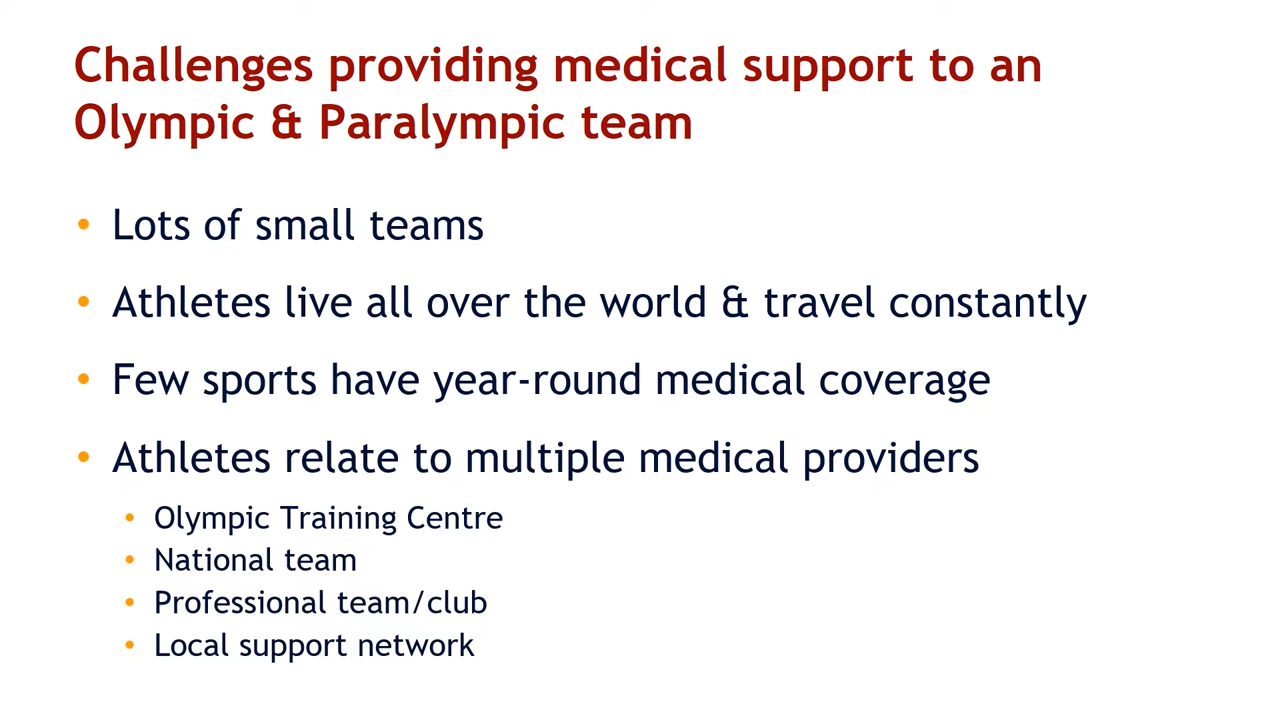 Challenges providing medical support to an
Olympic & Paralympic team
• Lots of small teams
• Athletes live all over the world & travel constantly
• Few sports have year-round medical coverage
• Athletes relate to multiple medical providers
• Olympic Training Centre
• National team
• Professional team/club
• Local support network